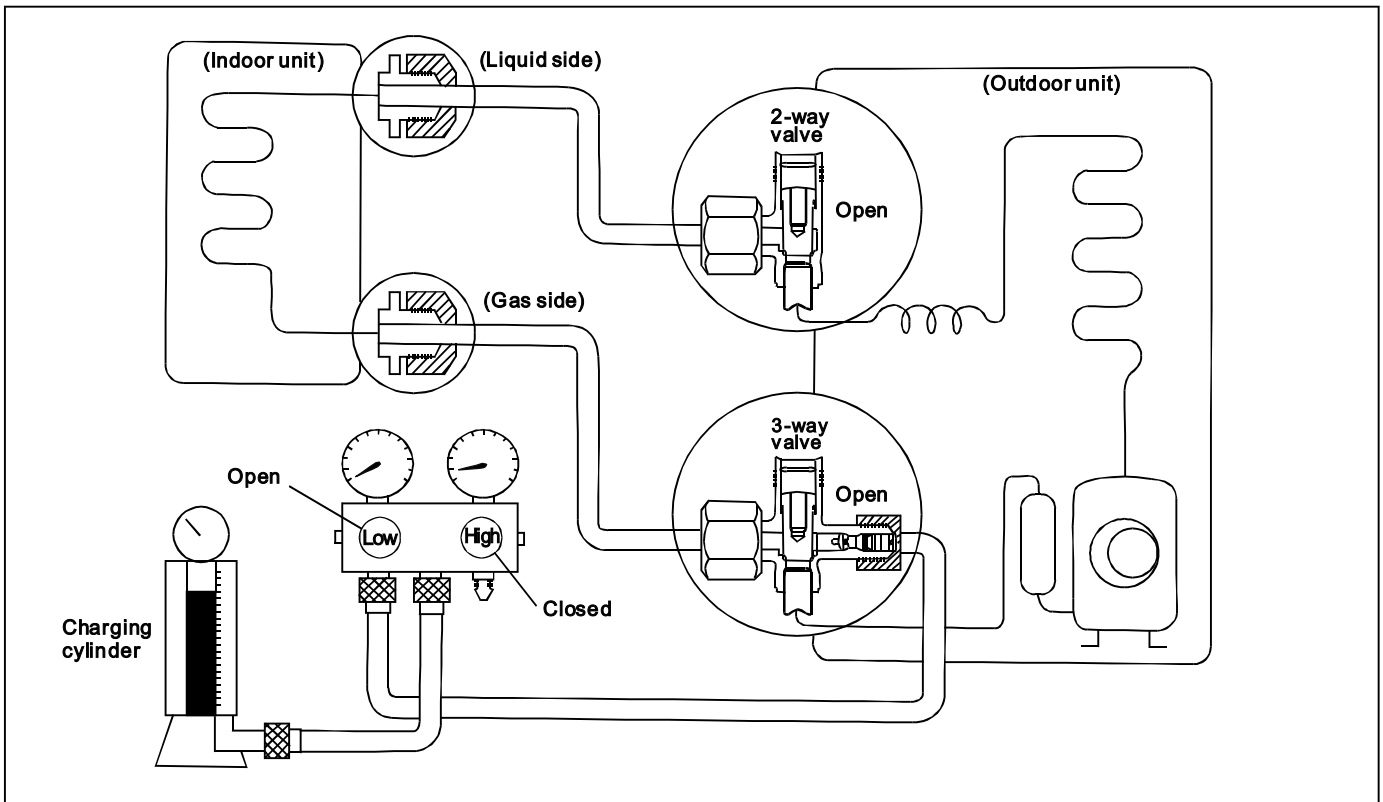 (Indoor unit)
(Liquid side)
(Outdoor unit)
2-way
valve
Open
(Gas side)
3-way
valve
Open
Open
Low
High
Closed
Charging
cylinder